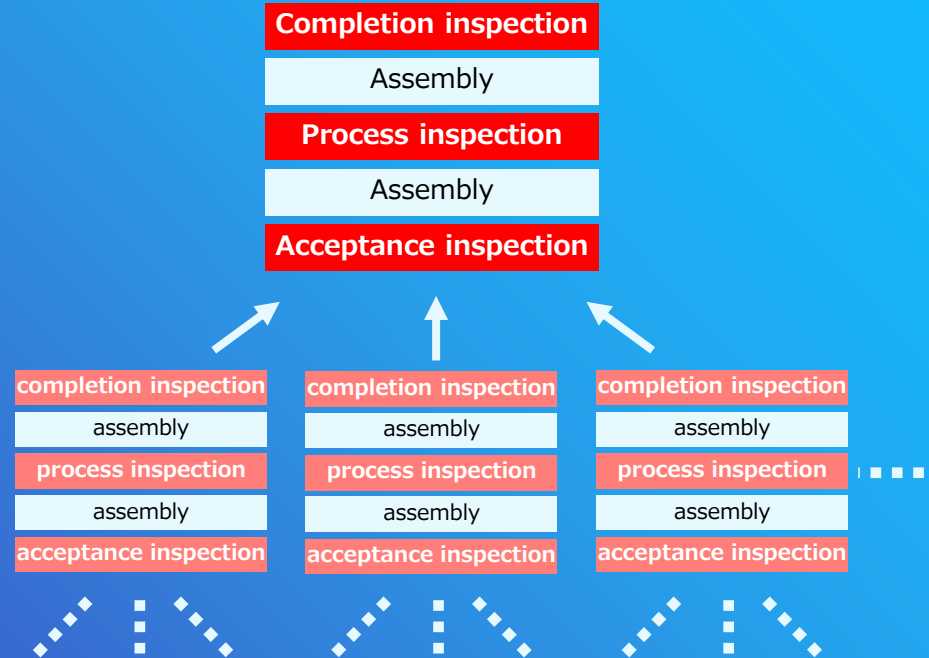 Completion inspection
Assembly
Process inspection
Assembly
Acceptance inspection
completion inspection
assembly
process inspection
assembly
acceptance inspection
completion inspection
assembly
process inspection
assembly
acceptance inspection
completion inspection
assembly
process inspection
assembly
acceptance inspection